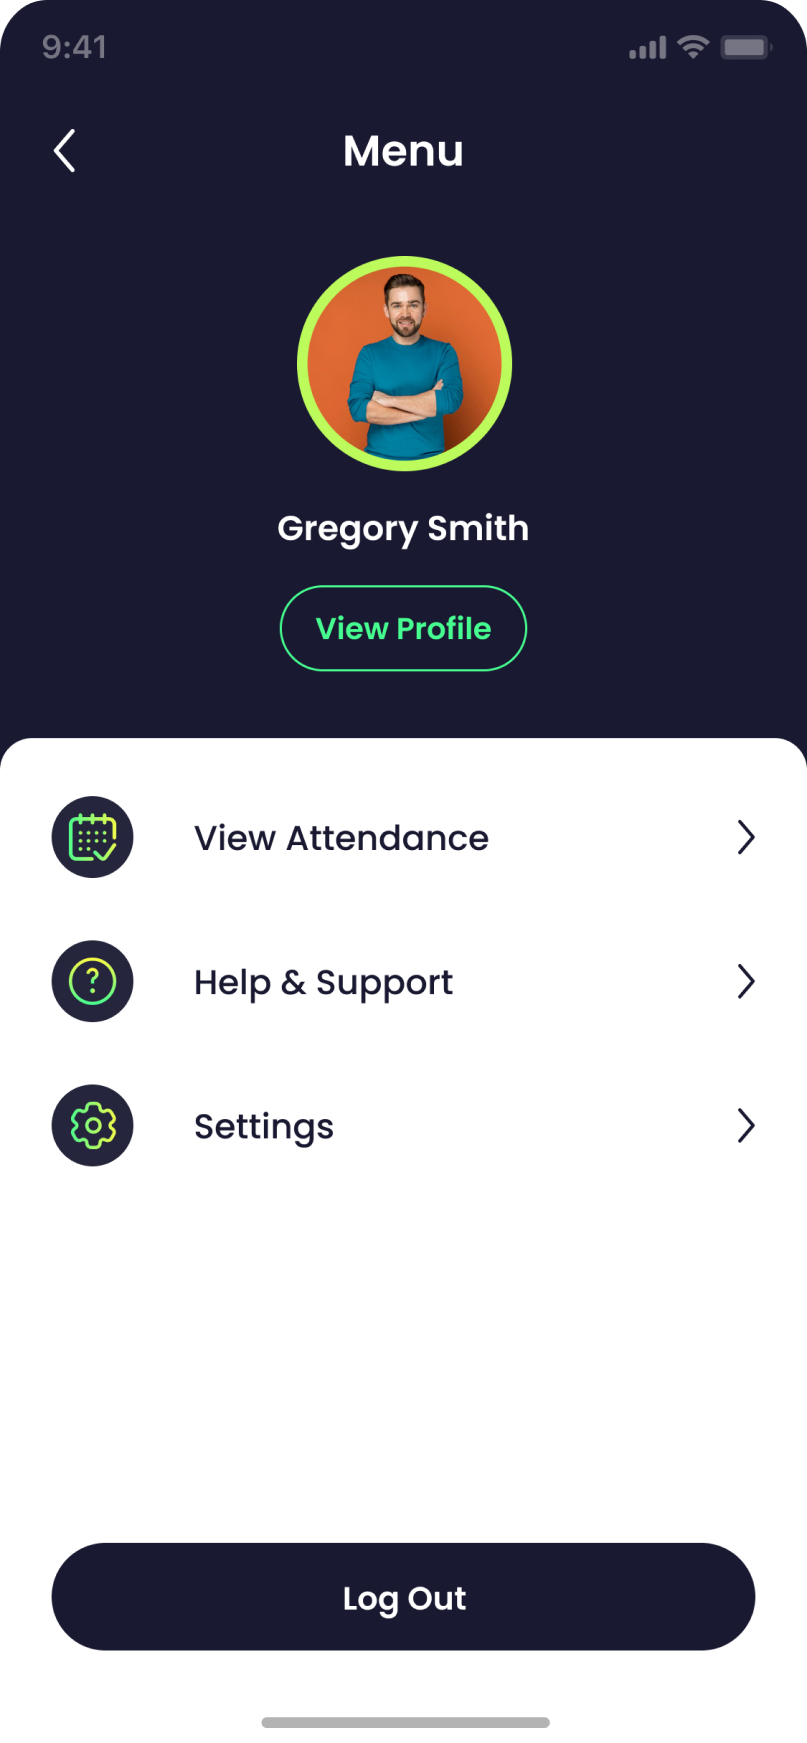 9:41
Menu
Gregory Smith
View Profile
View Attendance
Help & Support
Settings
Log Out